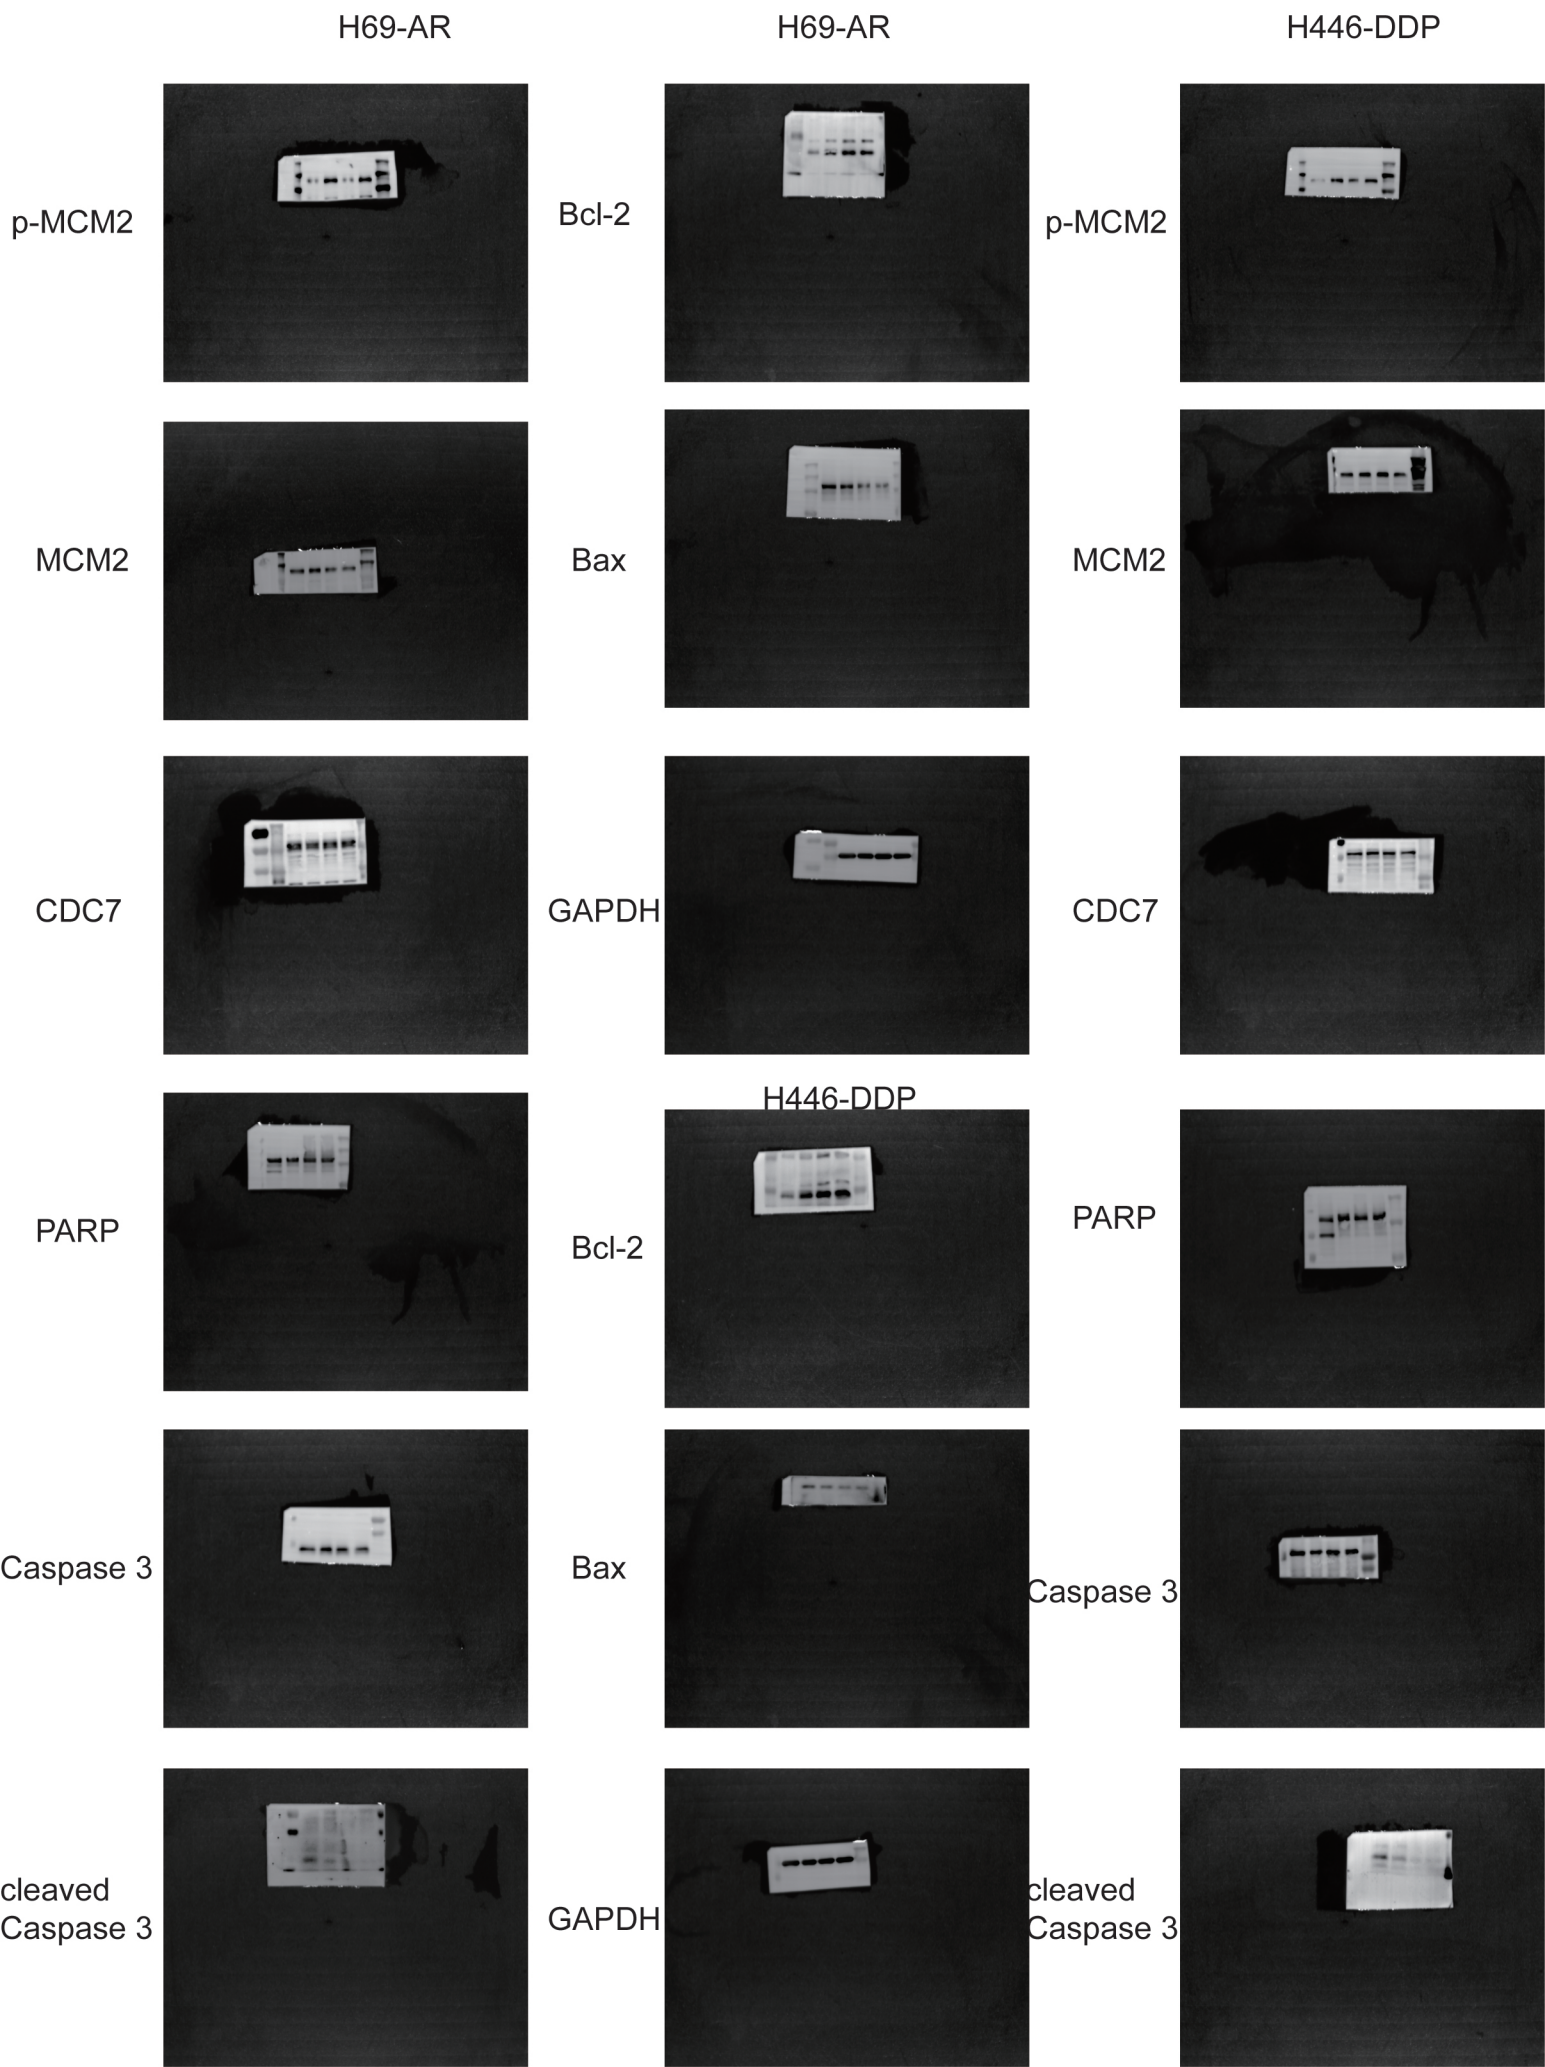 H69-AR H69-AR H446-DDP
p-MCM2 Bcl-2 p-MCM2
MCM2 Bax MCM2
CDC7 GAPDH CDC7
H446-DDP
PARP Bcl-2 PARP
Caspase 3 Bax Caspase 3
cleaved
Caspase 3
GAPDH
cleaved
Caspase 3